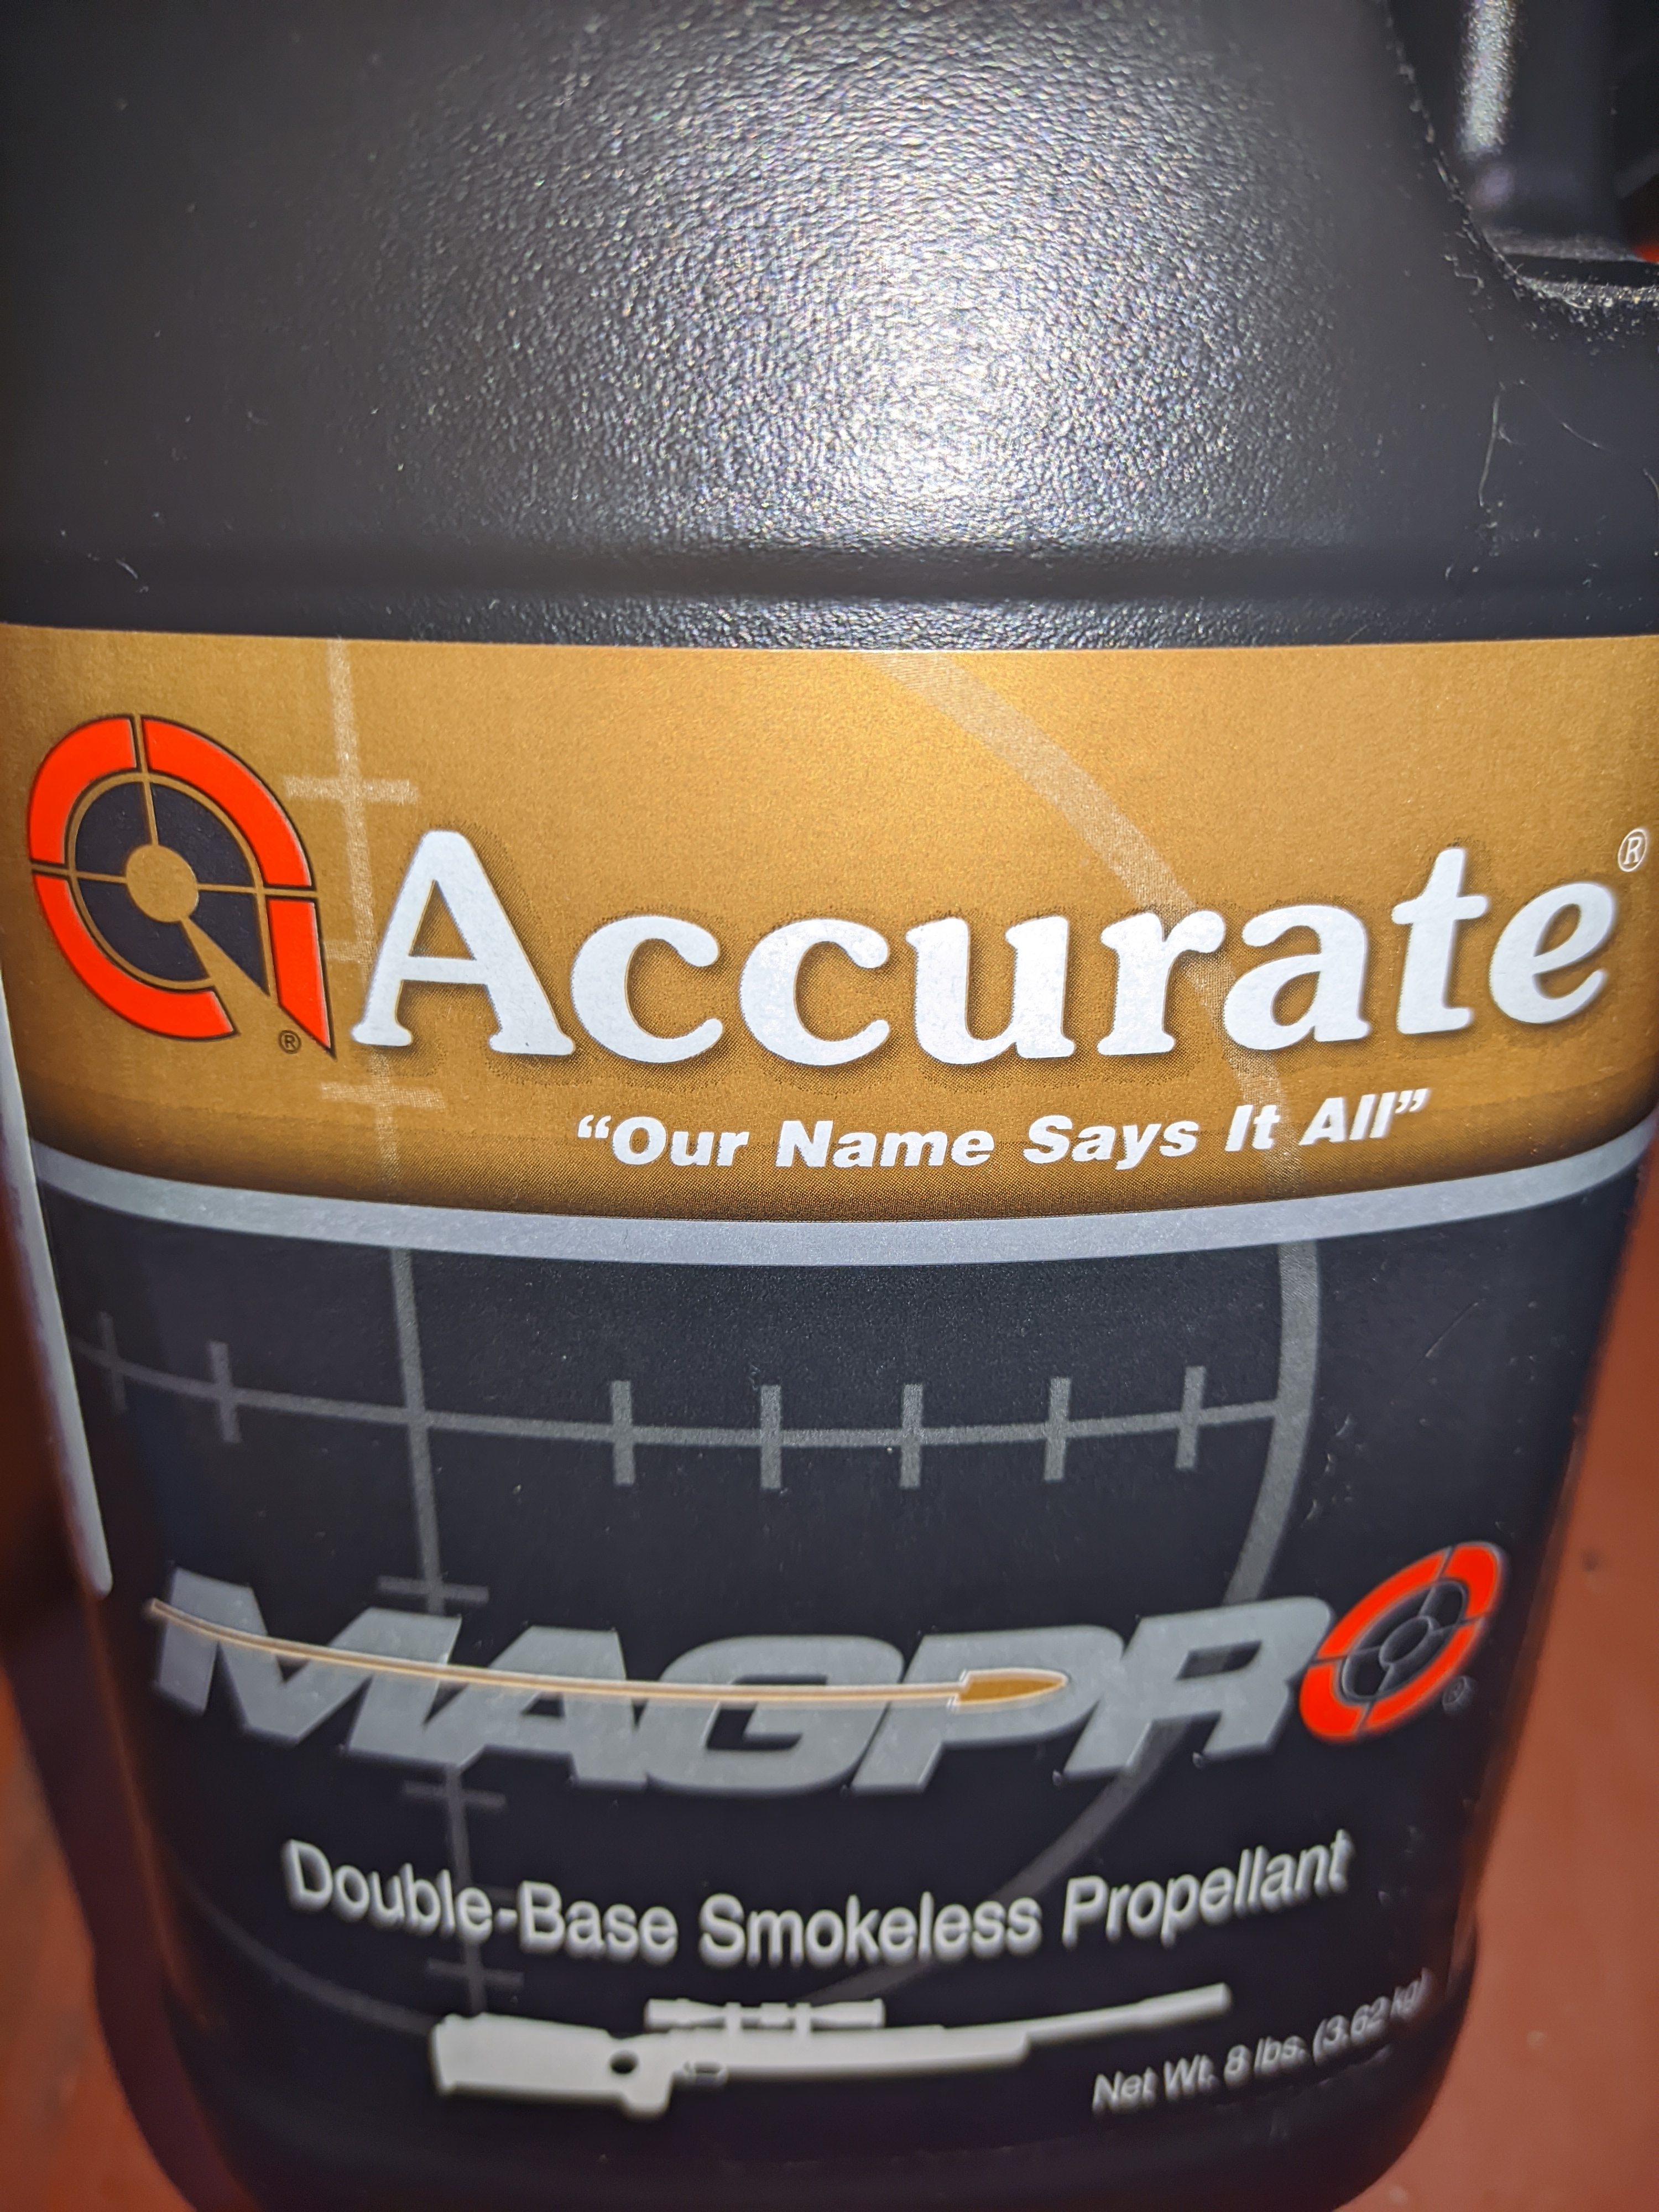 Accurate®
®
“Our Name Says It All”
MAGPRO®
Double-Base Smokeless Propellant
Net Wt. 8 lbs. (3.62 kg)